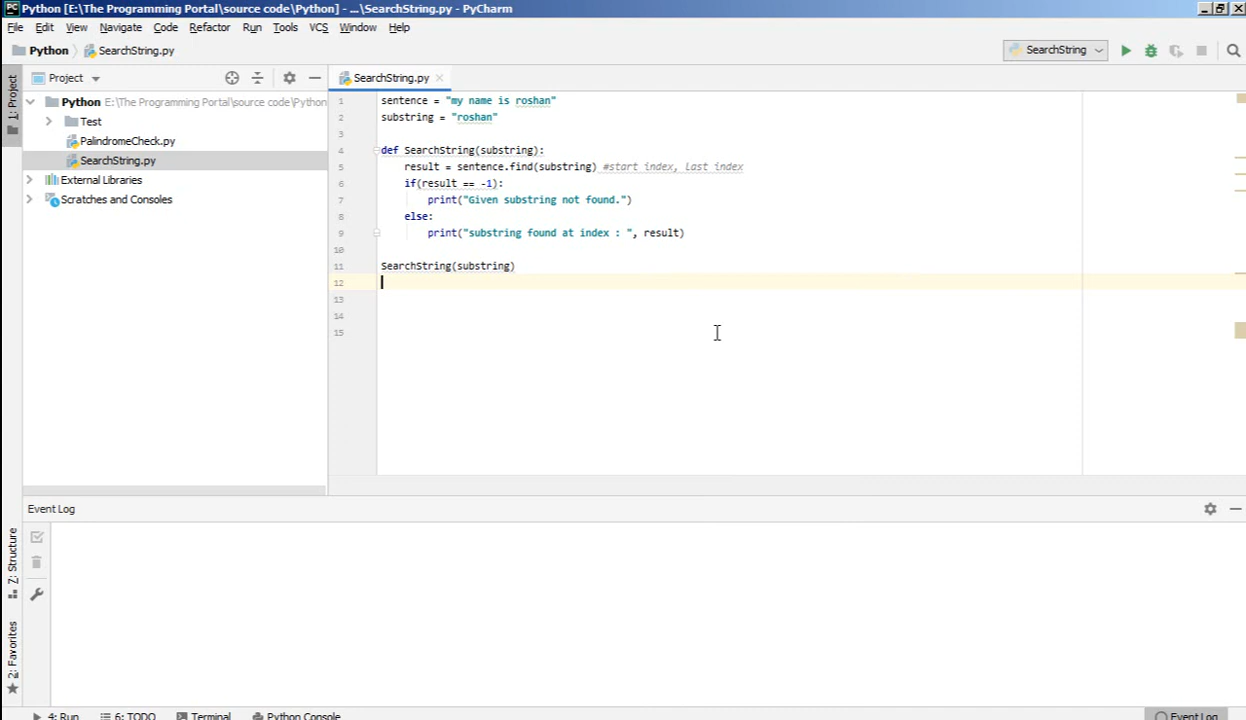 Python [E:\The Programming Portal\source code\Python] - ...\SearchString.py - PyCharm
File Edit View Navigate Code Refactor Run Tools VCS Window Help
Python SearchString.py SearchString
1: Project
Project
SearchString.py
Python E:\The Programming Portal\source code\Python
Test
PalindromeCheck.py
SearchString.py
External Libraries
Scratches and Consoles
1 sentence = "my name is roshan"
2 substring = "roshan"
3
4 def SearchString(substring):
5 result = sentence.find(substring) #start index, last index
6 if(result == -1):
7 print("Given substring not found.")
8 else:
9 print("substring found at index : ", result)
10
11 SearchString(substring)
12
13
14
15
Event Log
Z: Structure
2: Favorites
4: Run 6: TODO Terminal Python Console Event Log